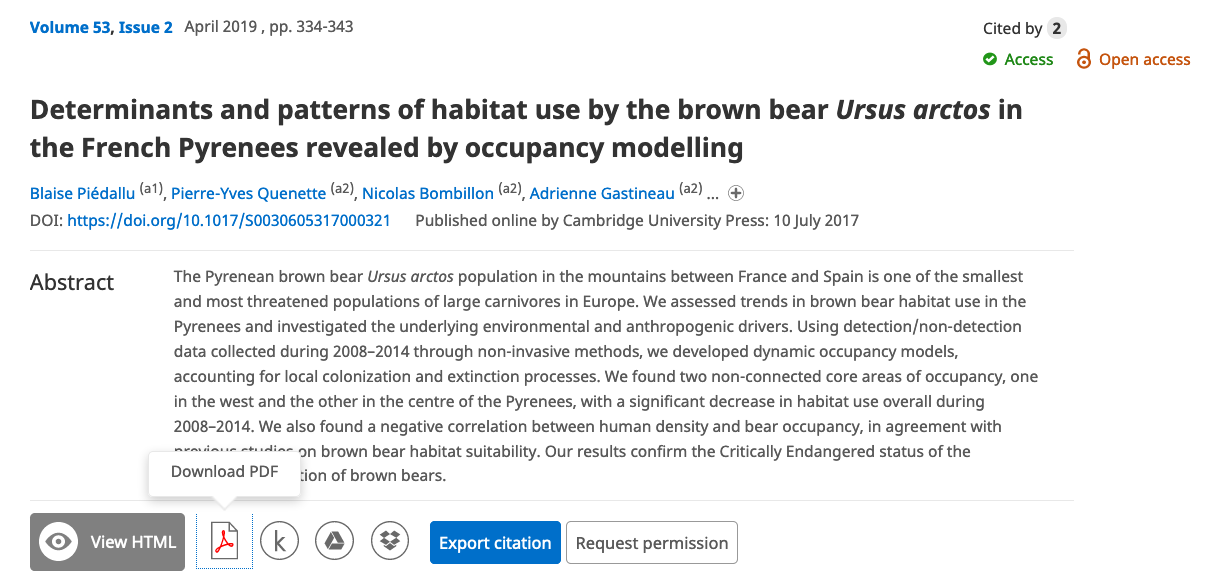 Volume 53, Issue 2 April 2019 , pp. 334-343
Cited by 2
Access Open access
Determinants and patterns of habitat use by the brown bear Ursus arctos in
the French Pyrenees revealed by occupancy modelling
Blaise Piédallu (a1), Pierre-Yves Quenette (a2), Nicolas Bombillon (a2), Adrienne Gastineau (a2) ...
DOI: https://doi.org/10.1017/S0030605317000321 Published online by Cambridge University Press: 10 July 2017
Abstract
The Pyrenean brown bear Ursus arctos population in the mountains between France and Spain is one of the smallest
and most threatened populations of large carnivores in Europe. We assessed trends in brown bear habitat use in the
Pyrenees and investigated the underlying environmental and anthropogenic drivers. Using detection/non-detection
data collected during 2008–2014 through non-invasive methods, we developed dynamic occupancy models,
accounting for local colonization and extinction processes. We found two non-connected core areas of occupancy, one
in the west and the other in the centre of the Pyrenees, with a significant decrease in habitat use overall during
2008–2014. We also found a negative correlation between human density and bear occupancy, in agreement with
previous studies on brown bear habitat suitability. Our results confirm the Critically Endangered status of the
tion of brown bears.
Download PDF
View HTML
k
Export citation
Request permission